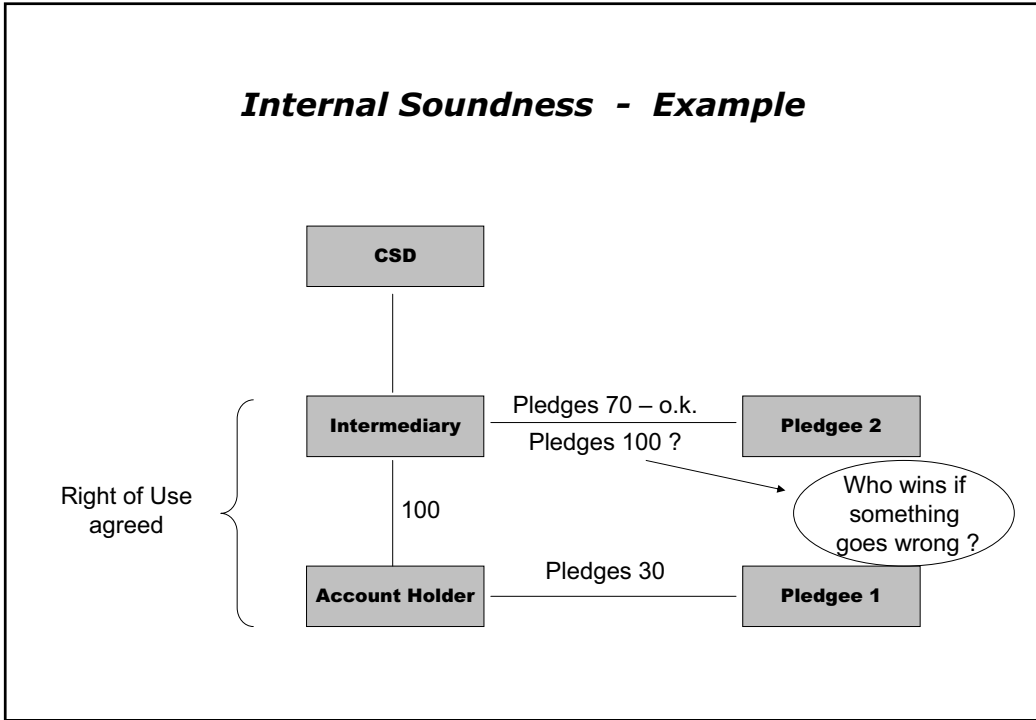 Internal Soundness - Example
CSD
Intermediary
Pledges 70 – o.k.
Pledges 100 ?
Pledgee 2
Right of Use
agreed
100
Who wins if
something
goes wrong ?
Account Holder
Pledges 30
Pledgee 1